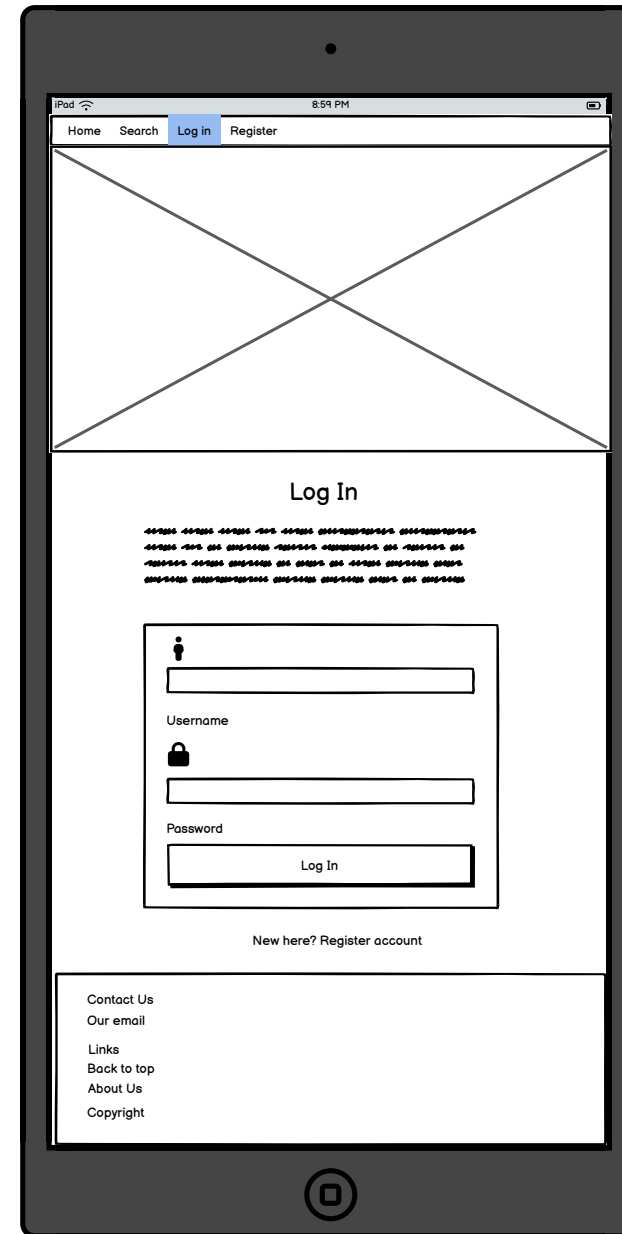 iPad 8:59 PM
Home Search Log in Register
Log In
Username
Password
Log In
New here? Register account
Contact Us
Our email
Links
Back to top
About Us
Copyright